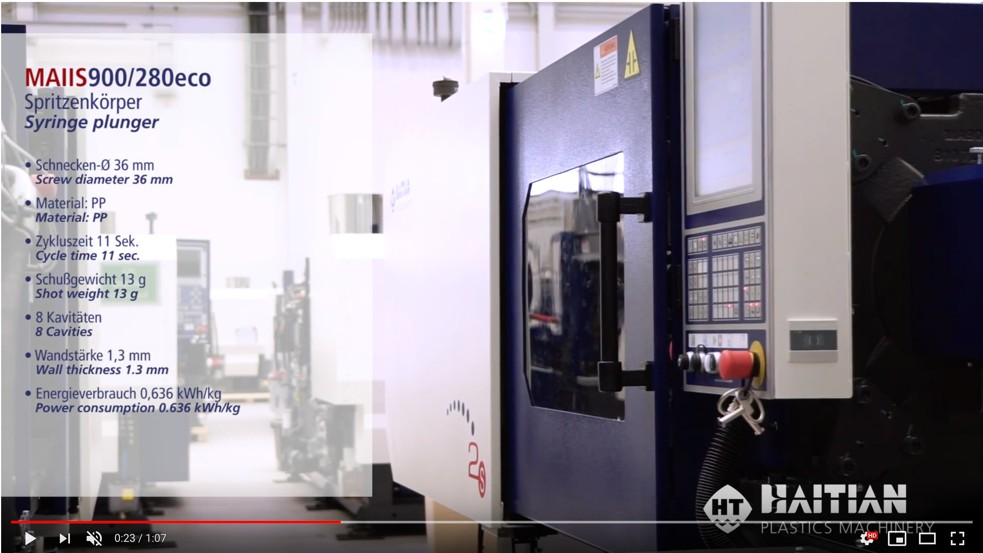 MAIIS900/280eco
Spritzenkörper
Syringe plunger
• Schnecken-Ø 36 mm
Screw diameter 36 mm
• Material: PP
Material: PP
• Zykluszeit 11 Sek.
Cycle time 11 sec.
• Schußgewicht 13 g
Shot weight 13 g
• 8 Kavitäten
8 Cavities
• Wandstärke 1,3 mm
Wall thickness 1.3 mm
• Energieverbrauch 0,636 kWh/kg
Power consumption 0.636 kWh/kg
2S
HT HAITIAN
PLASTICS MACHINERY
0:23 / 1:07
HD